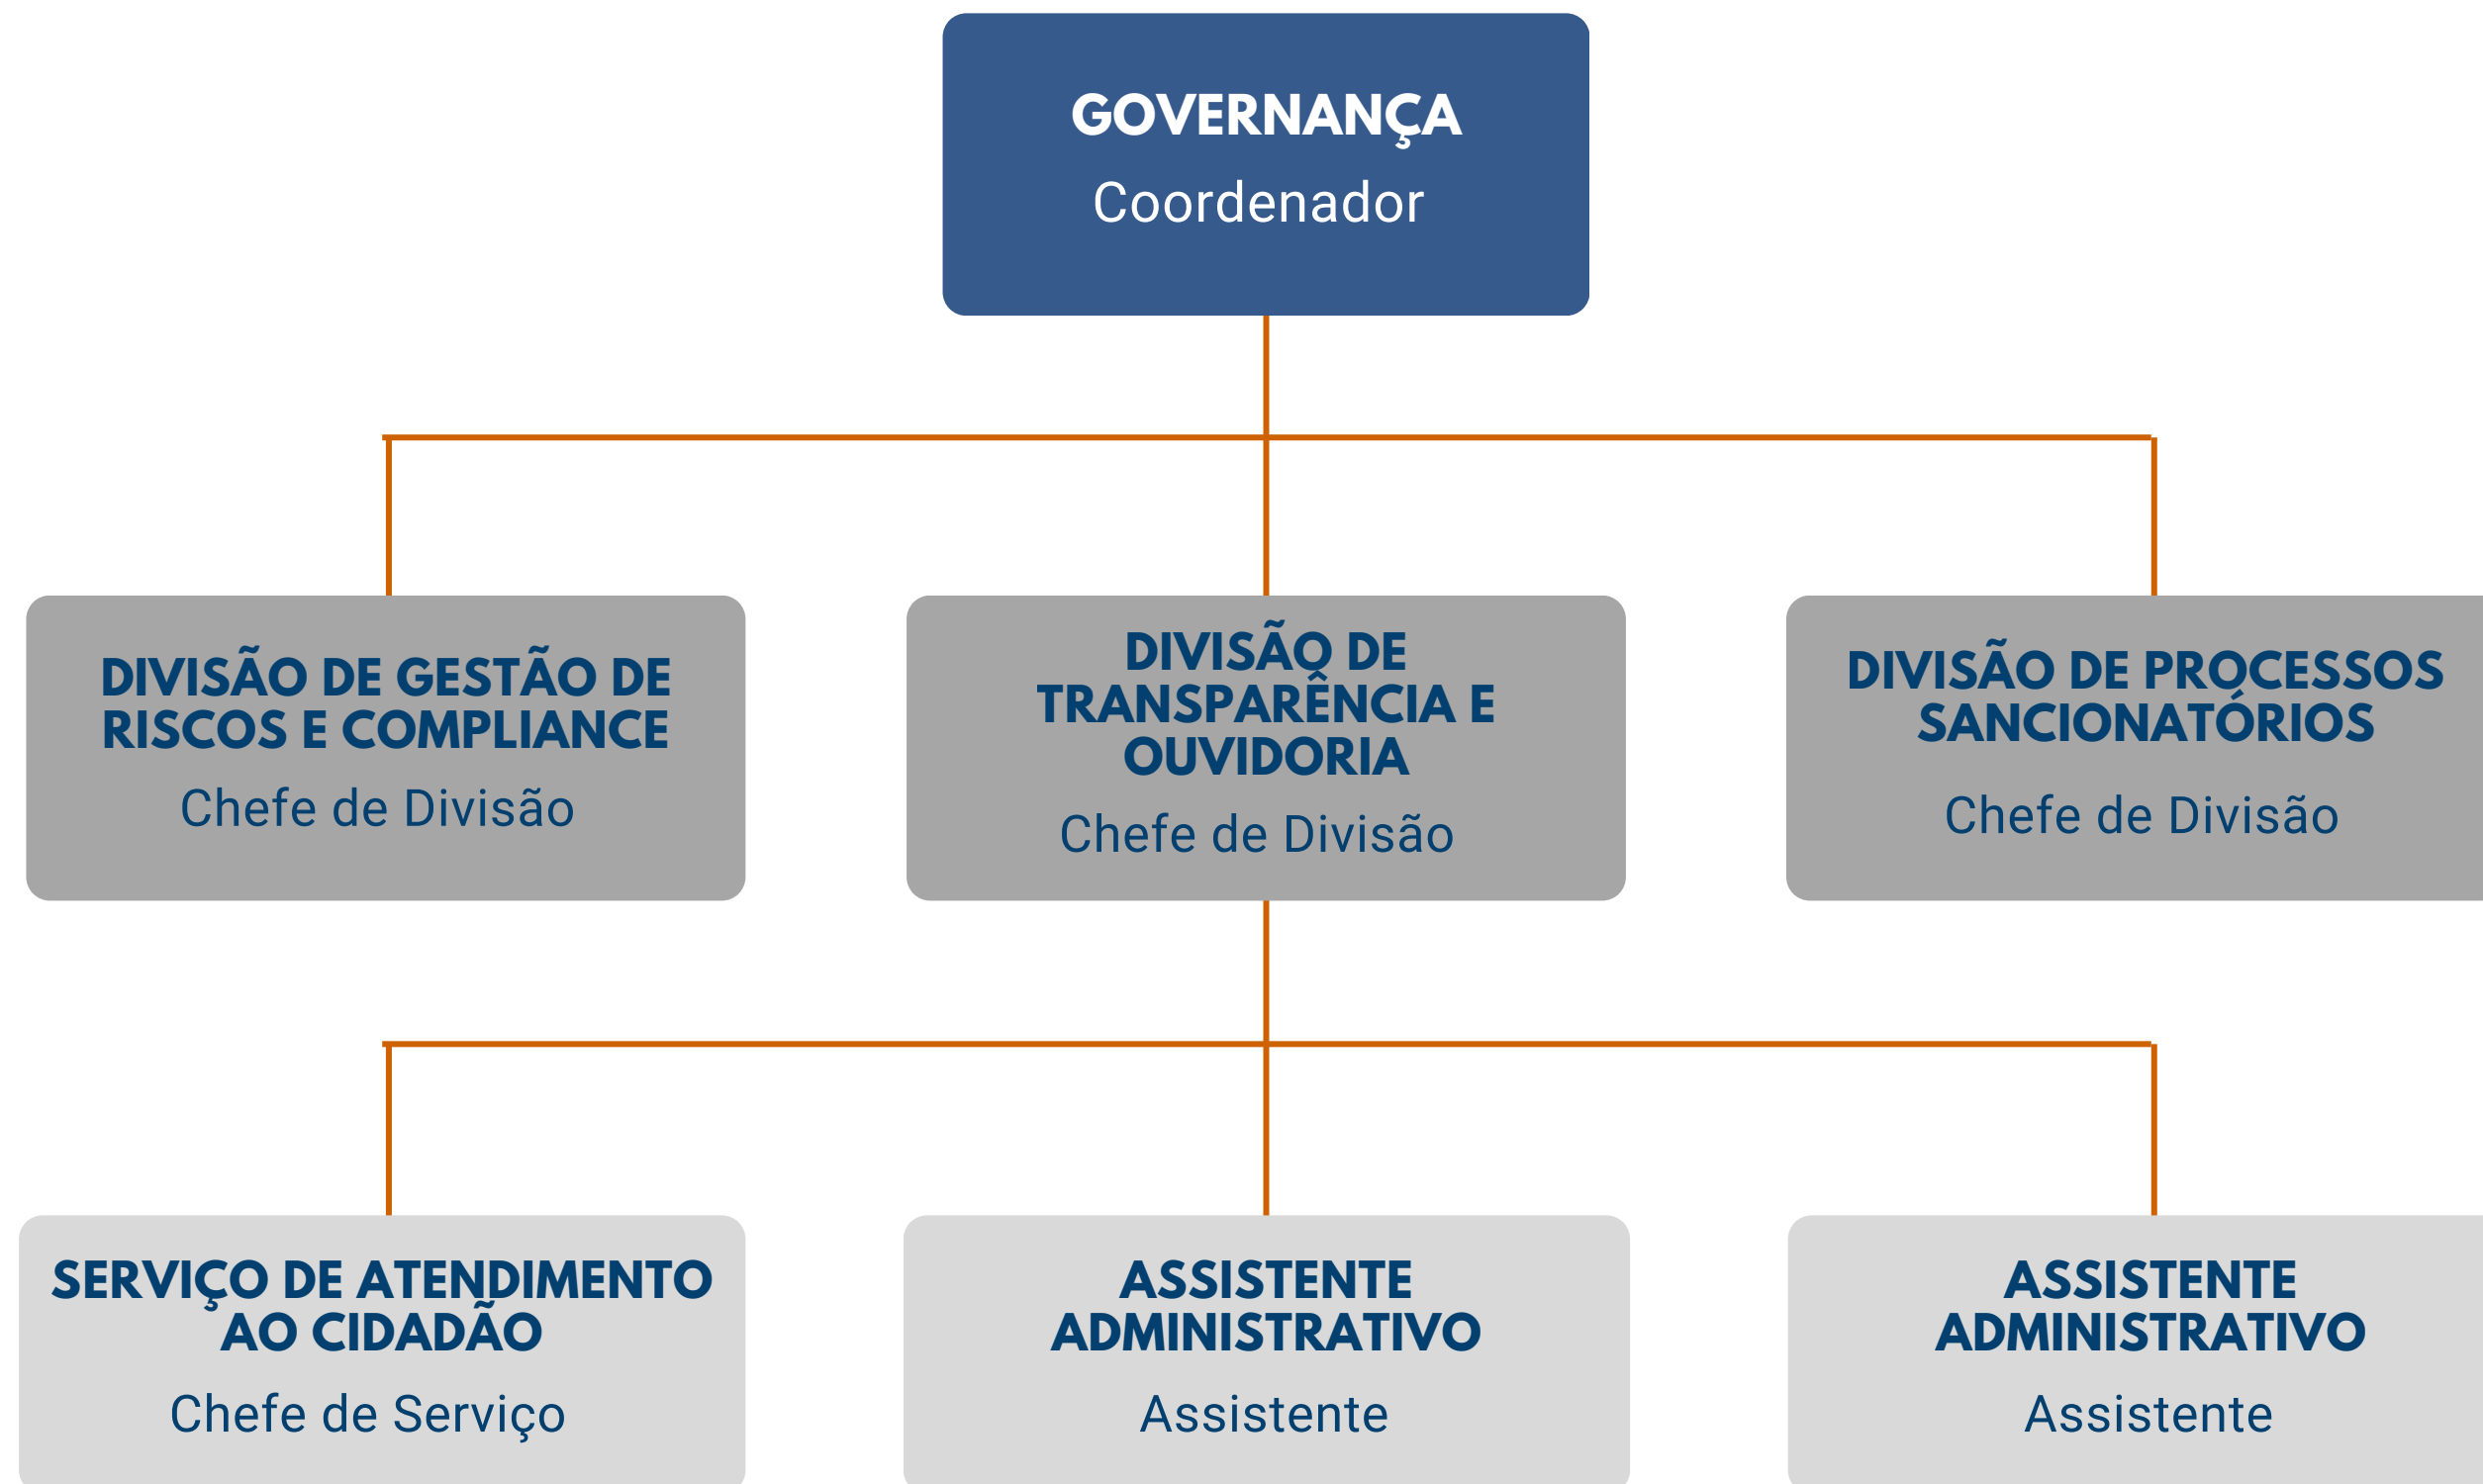 GOVERNANÇA
Coordenador
DIVISÃO DE GESTÃO DE
RISCOS E COMPLIANCE
Chefe de Divisão
DIVISÃO DE
TRANSPARÊNCIA E
OUVIDORIA
Chefe de Divisão
DIVISÃO DE PROCESSOS
SANCIONATÓRIOS
Chefe de Divisão
SERVIÇO DE ATENDIMENTO
AO CIDADÃO
Chefe de Serviço
ASSISTENTE
ADMINISTRATIVO
Assistente
ASSISTENTE
ADMINISTRATIVO
Assistente